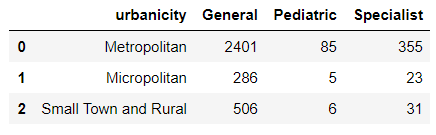 urbanicity General Pediatric Specialist
0 Metropolitan 2401 85 355
1 Micropolitan 286 5 23
2 Small Town and Rural 506 6 31